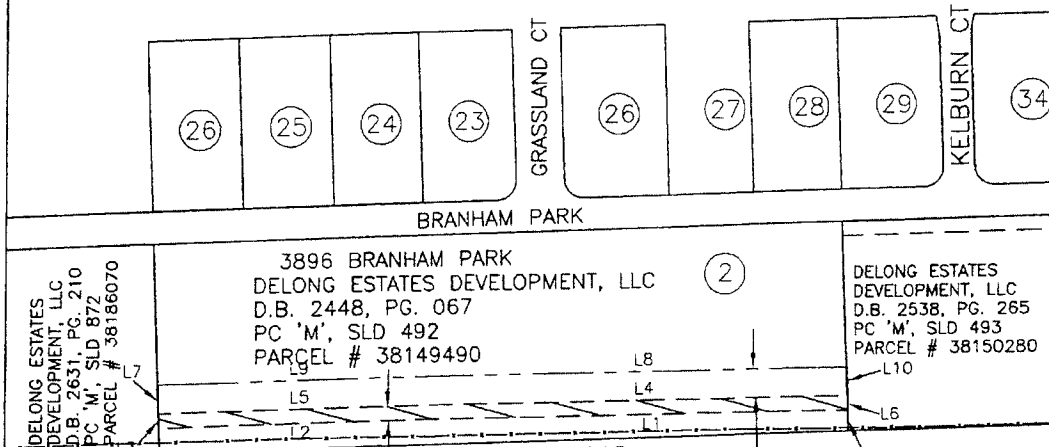 GRASSLAND CT
KELBURN CT
26
25
24
23
26
27
28
29
34
BRANHAM PARK
DELONG ESTATES
DEVELOPMENT, LLC
D.B. 2631, PG. 210
PC 'M', SLD 872
PARCEL # 38186070
3896 BRANHAM PARK
DELONG ESTATES DEVELOPMENT, LLC
D.B. 2448, PG. 067
PC 'M', SLD 492
PARCEL # 38149490
2
DELONG ESTATES
DEVELOPMENT, LLC
D.B. 2538, PG. 265
PC 'M', SLD 493
PARCEL # 38150280
L7
L9
L8
L10
L5
L4
L6
L2
L1